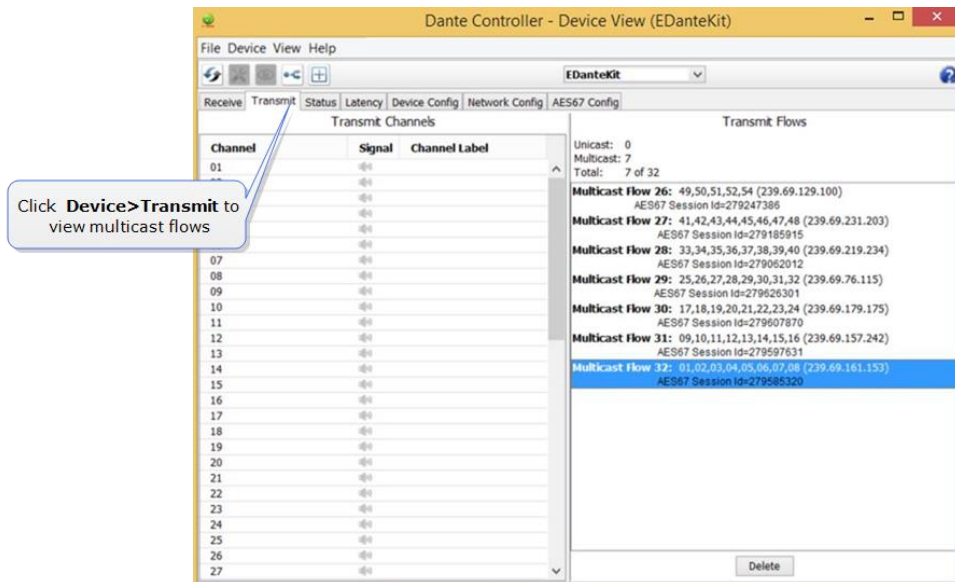 Dante Controller - Device View (EDanteKit)
File Device View Help
EDanteKit
Receive Transmit Status Latency Device Config Network Config AES67 Config
Transmit Channels
Channel Signal Channel Label
01
07
08
09
10
11
12
13
14
15
16
17
18
19
20
21
22
23
24
25
26
27
Click Device>Transmit to
view multicast flows
Transmit Flows
Unicast: 0
Multicast: 7
Total: 7 of 32
Multicast Flow 26: 49,50,51,52,54 (239.69.129.100)
AES67 Session Id=279247386
Multicast Flow 27: 41,42,43,44,45,46,47,48 (239.69.231.203)
AES67 Session Id=279185915
Multicast Flow 28: 33,34,35,36,37,38,39,40 (239.69.219.234)
AES67 Session Id=279062012
Multicast Flow 29: 25,26,27,28,29,30,31,32 (239.69.76.115)
AES67 Session Id=279626301
Multicast Flow 30: 17,18,19,20,21,22,23,24 (239.69.179.175)
AES67 Session Id=279607870
Multicast Flow 31: 09,10,11,12,13,14,15,16 (239.69.157.242)
AES67 Session Id=279597631
Multicast Flow 32: 01,02,03,04,05,06,07,08 (239.69.161.153)
AES67 Session Id=279585320
Delete